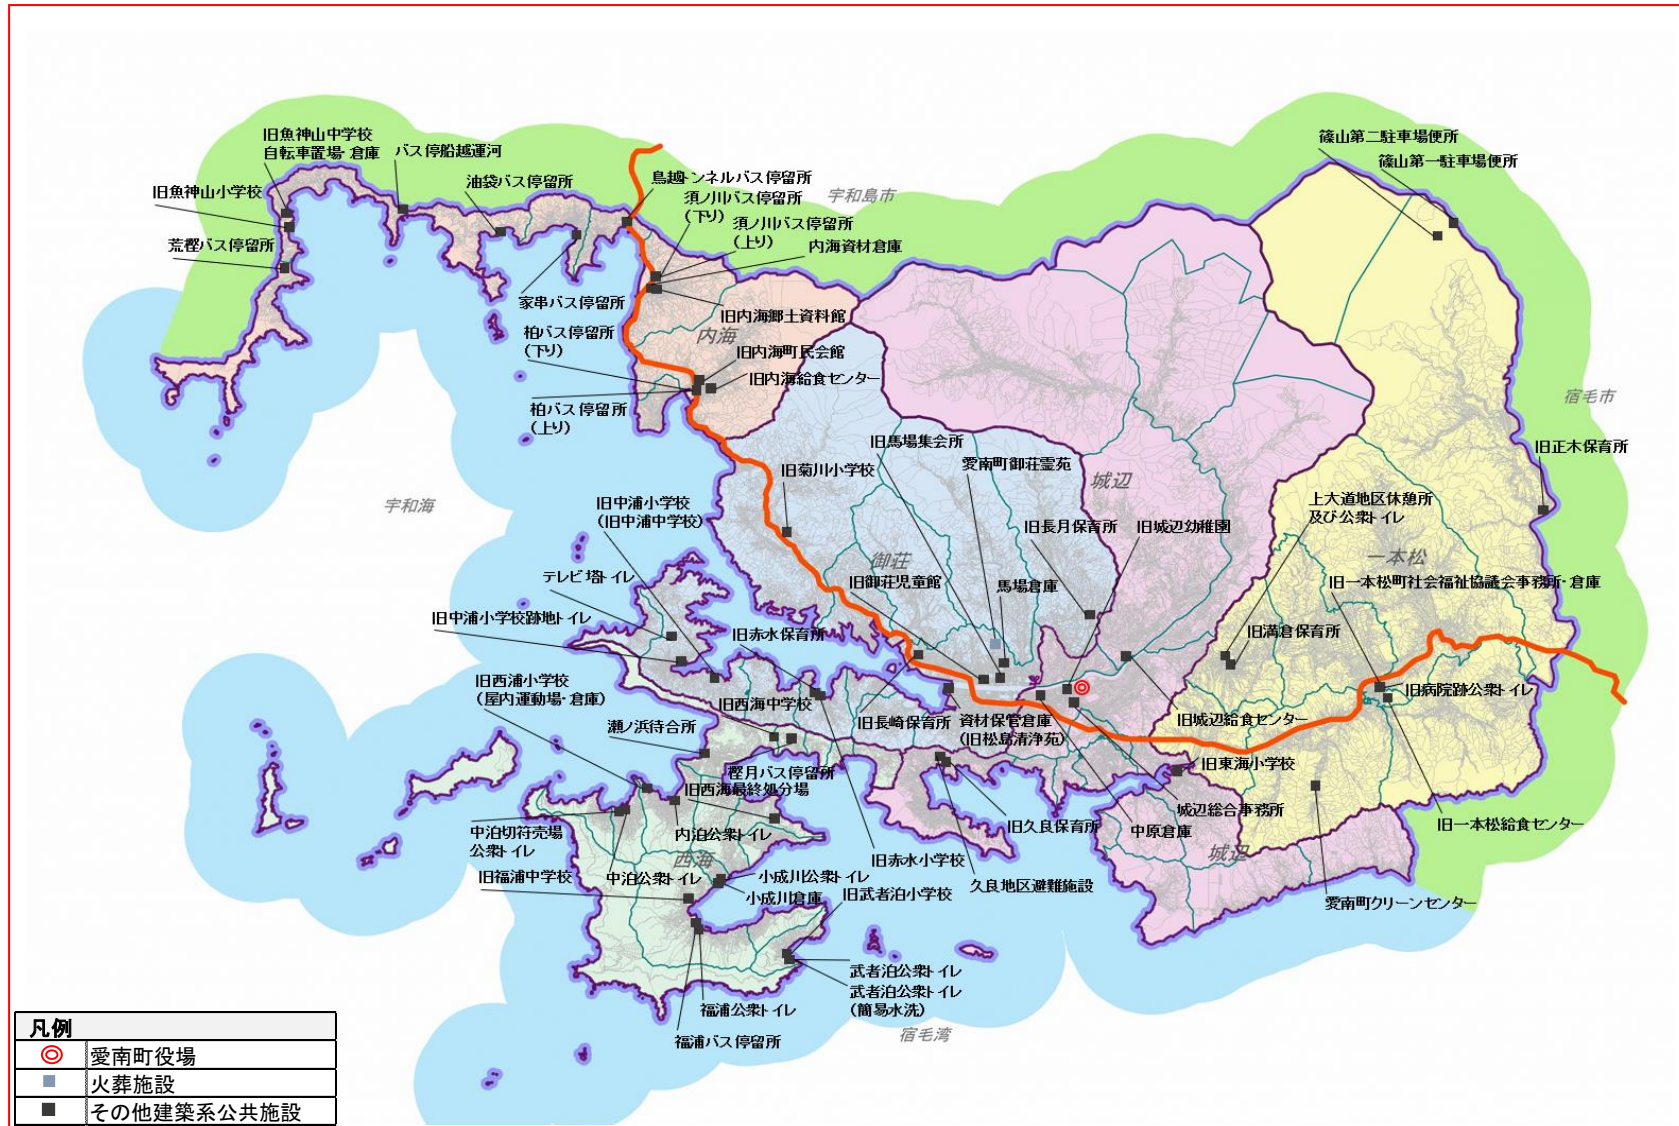 篠山第二駐車場便所
篠山第一駐車場便所
旧魚神山中学校
自転車置場・倉庫
バス停船越運河
旧魚神山小学校
油袋バス停留所
鳥越トンネルバス停留所
須ノ川バス停留所
(下り)
宇和島市
須ノ川バス停留所
(上り)
荒樫バス停留所
内海資材倉庫
家串バス停留所
旧内海郷土資料館
柏バス停留所
(下り)
内海
旧内海町民会館
旧内海給食センター
柏バス停留所
(上り)
宿毛市
旧馬場集会所
旧正木保育所
旧菊川小学校
愛南町御荘霊苑
城辺
宇和海
旧中浦小学校
(旧中浦中学校)
上大道地区休憩所
及び公衆トイレ
旧長月保育所
旧城辺幼稚園
御荘
一本松
テレビ塔トイレ
旧御荘児童館
馬場倉庫
旧一本松町社会福祉協議会事務所・倉庫
旧中浦小学校跡地トイレ
旧赤水保育所
旧満倉保育所
旧西浦小学校
(屋内運動場・倉庫)
旧西海中学校
旧病院跡公衆トイレ
瀬ノ浜待合所
旧長崎保育所
資材保管倉庫
(旧松島清浄苑)
旧城辺給食センター
樫月バス停留所
旧東海小学校
旧西海最終処分場
城辺総合事務所
中泊切符売場
公衆トイレ
内泊公衆トイレ
旧久良保育所
中原倉庫
旧一本松給食センター
西海
旧赤水小学校
城辺
旧福浦中学校
中泊公衆トイレ
小成川公衆トイレ
小成川倉庫
旧武者泊小学校
久良地区避難施設
愛南町クリーンセンター
武者泊公衆トイレ
武者泊公衆トイレ
(簡易水洗)
福浦公衆トイレ
福浦バス停留所
宿毛湾
凡例
愛南町役場
火葬施設
その他建築系公共施設